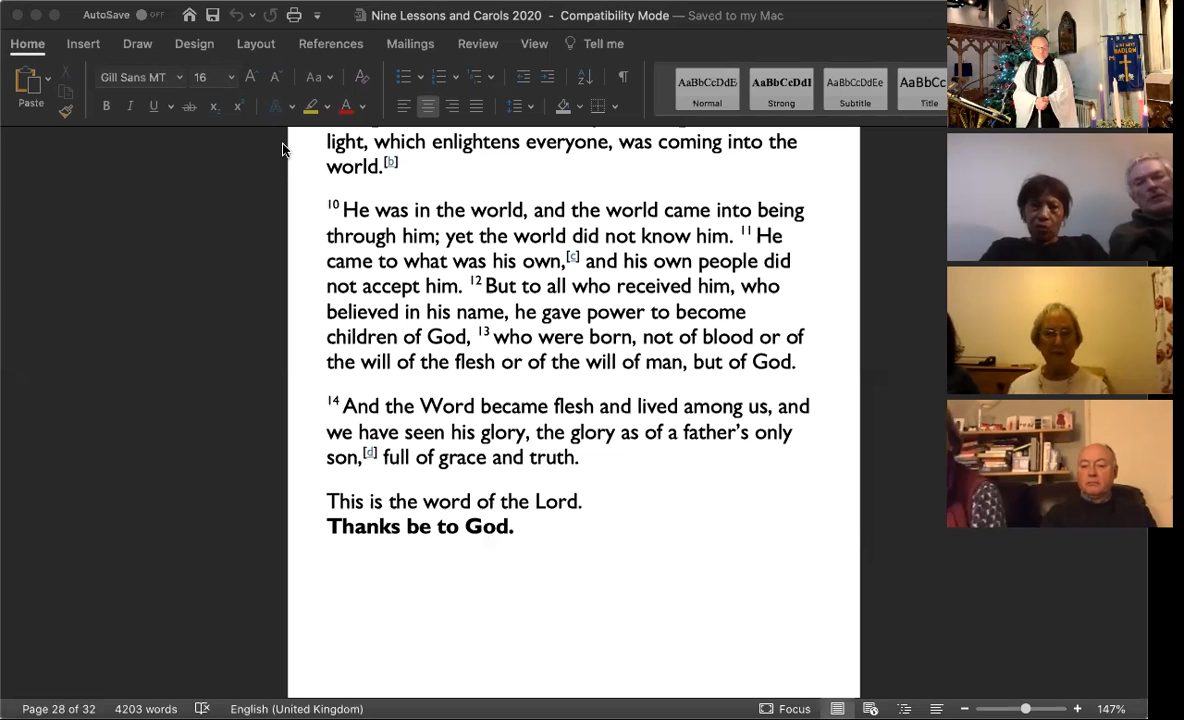 AutoSave OFF
Nine Lessons and Carols 2020 - Compatibility Mode — Saved to my Mac
Home Insert Draw Design Layout References Mailings Review View Tell me
Paste
Gill Sans MT 16 A A Aa A
B I U ab x2 x2 A A
AaBbCcDdE AaBbCcDdI AaBbCcDdEe AaBbCc
Normal Strong Subtitle Title
light, which enlightens everyone, was coming into the
world.[b]
10 He was in the world, and the world came into being
through him; yet the world did not know him. 11 He
came to what was his own,[c] and his own people did
not accept him. 12 But to all who received him, who
believed in his name, he gave power to become
children of God, 13 who were born, not of blood or of
the will of the flesh or of the will of man, but of God.
14 And the Word became flesh and lived among us, and
we have seen his glory, the glory as of a father’s only
son,[d] full of grace and truth.
This is the word of the Lord.
Thanks be to God.
Page 28 of 32 4203 words English (United Kingdom) Focus 147%